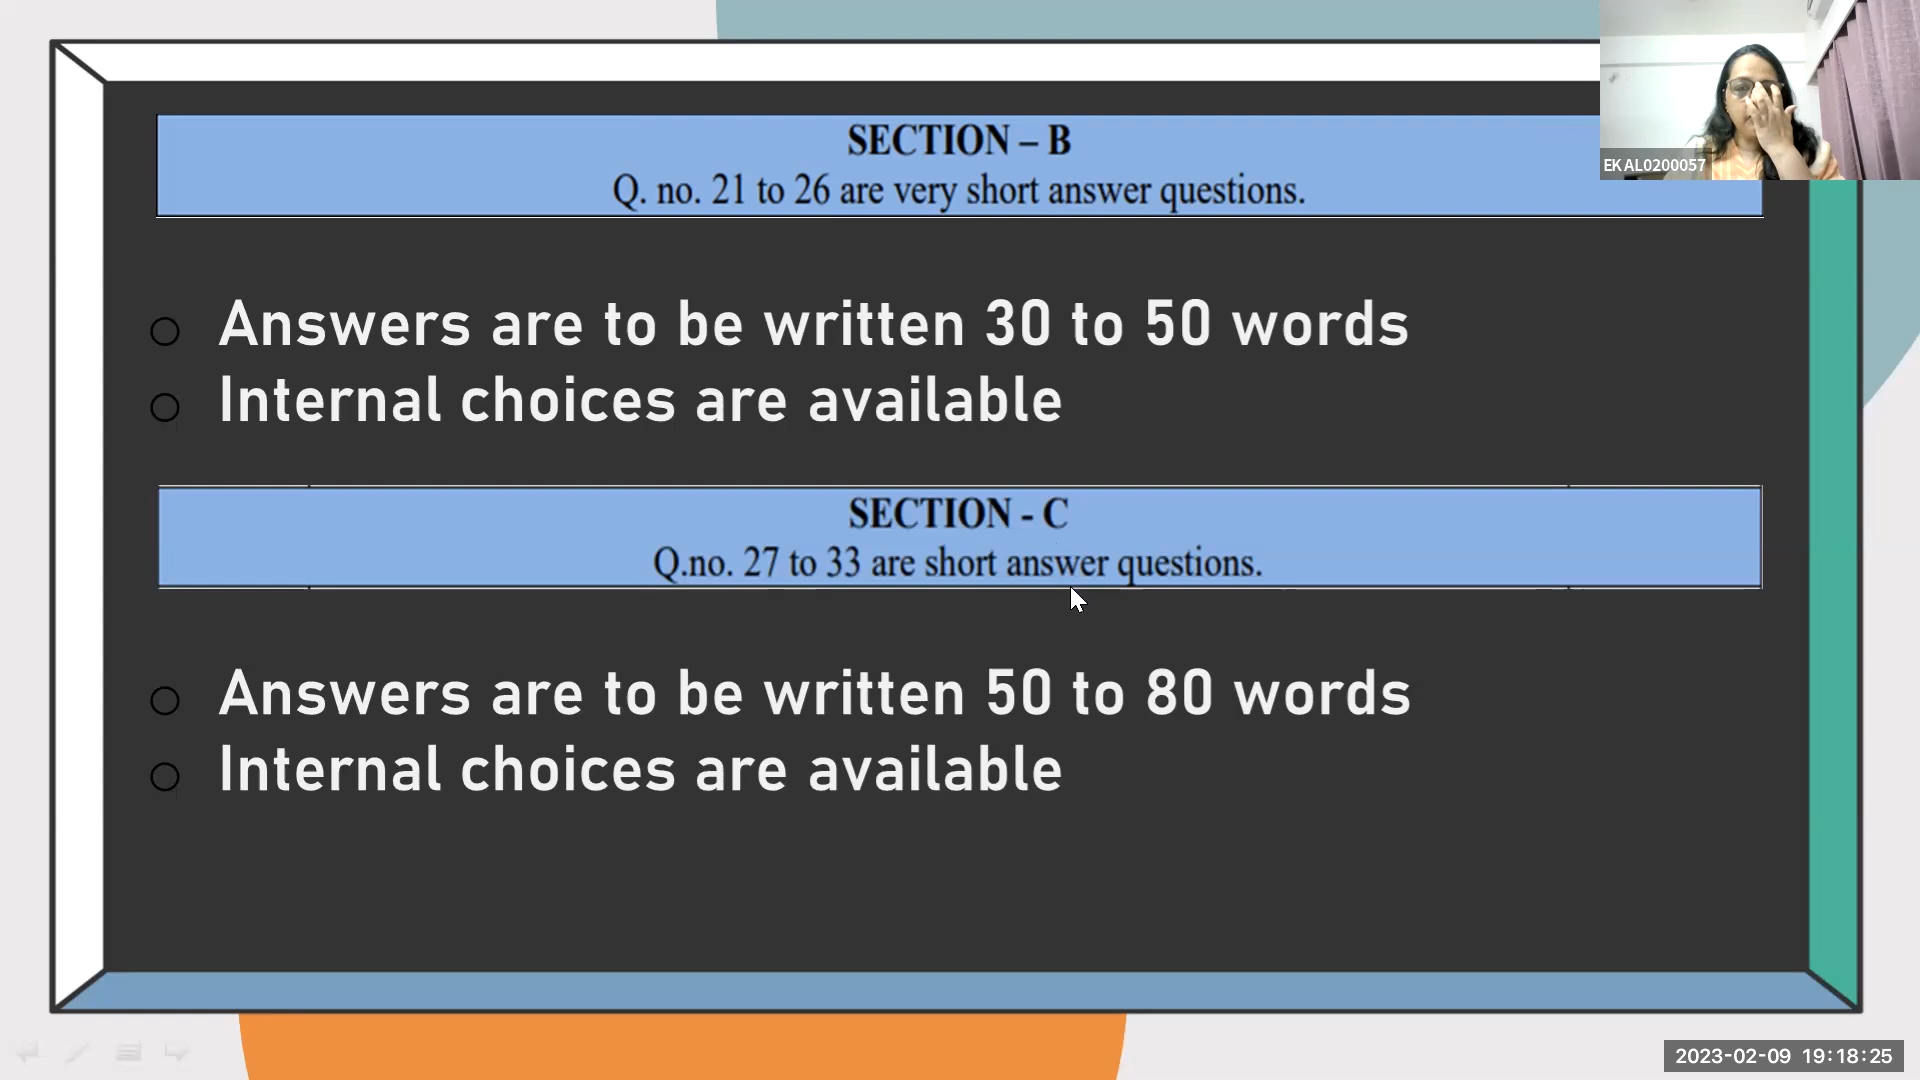 SECTION – B
Q. no. 21 to 26 are very short answer questions.
EKAL0200057
Answers are to be written 30 to 50 words
Internal choices are available
SECTION - C
Q.no. 27 to 33 are short answer questions.
Answers are to be written 50 to 80 words
Internal choices are available
2023-02-09 19:18:25